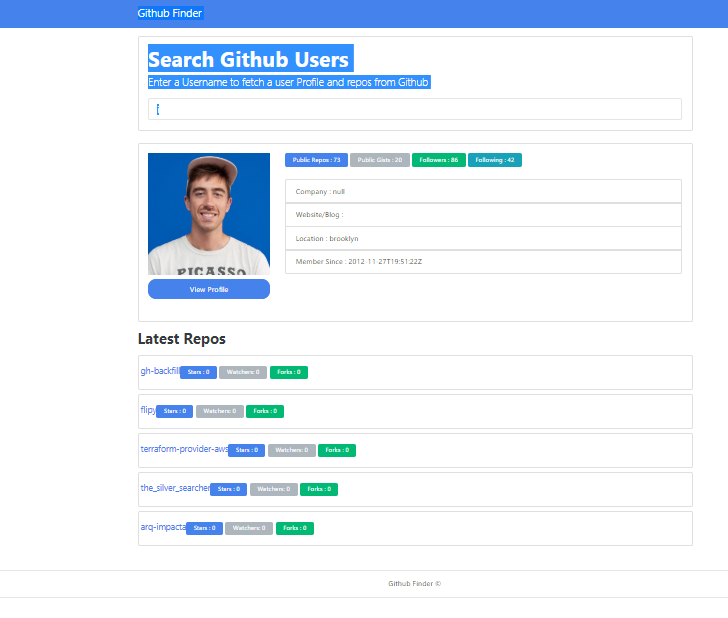 Github Finder
Search Github Users
Enter a Username to fetch a user Profile and repos from Github
Public Repos : 73 Public Gists : 20 Followers : 86 Following : 42
Company : null
Website/Blog :
Location : brooklyn
Member Since : 2012-11-27T19:51:22Z
PICASSO
View Profile
Latest Repos
gh-backfill Stars : 0 Watchers: 0 Forks : 0
flipy Stars : 0 Watchers: 0 Forks : 0
terraform-provider-aws Stars : 0 Watchers: 0 Forks : 0
the_silver_searcher Stars : 0 Watchers: 0 Forks : 0
arq-impacta Stars : 0 Watchers: 0 Forks : 0
Github Finder ©